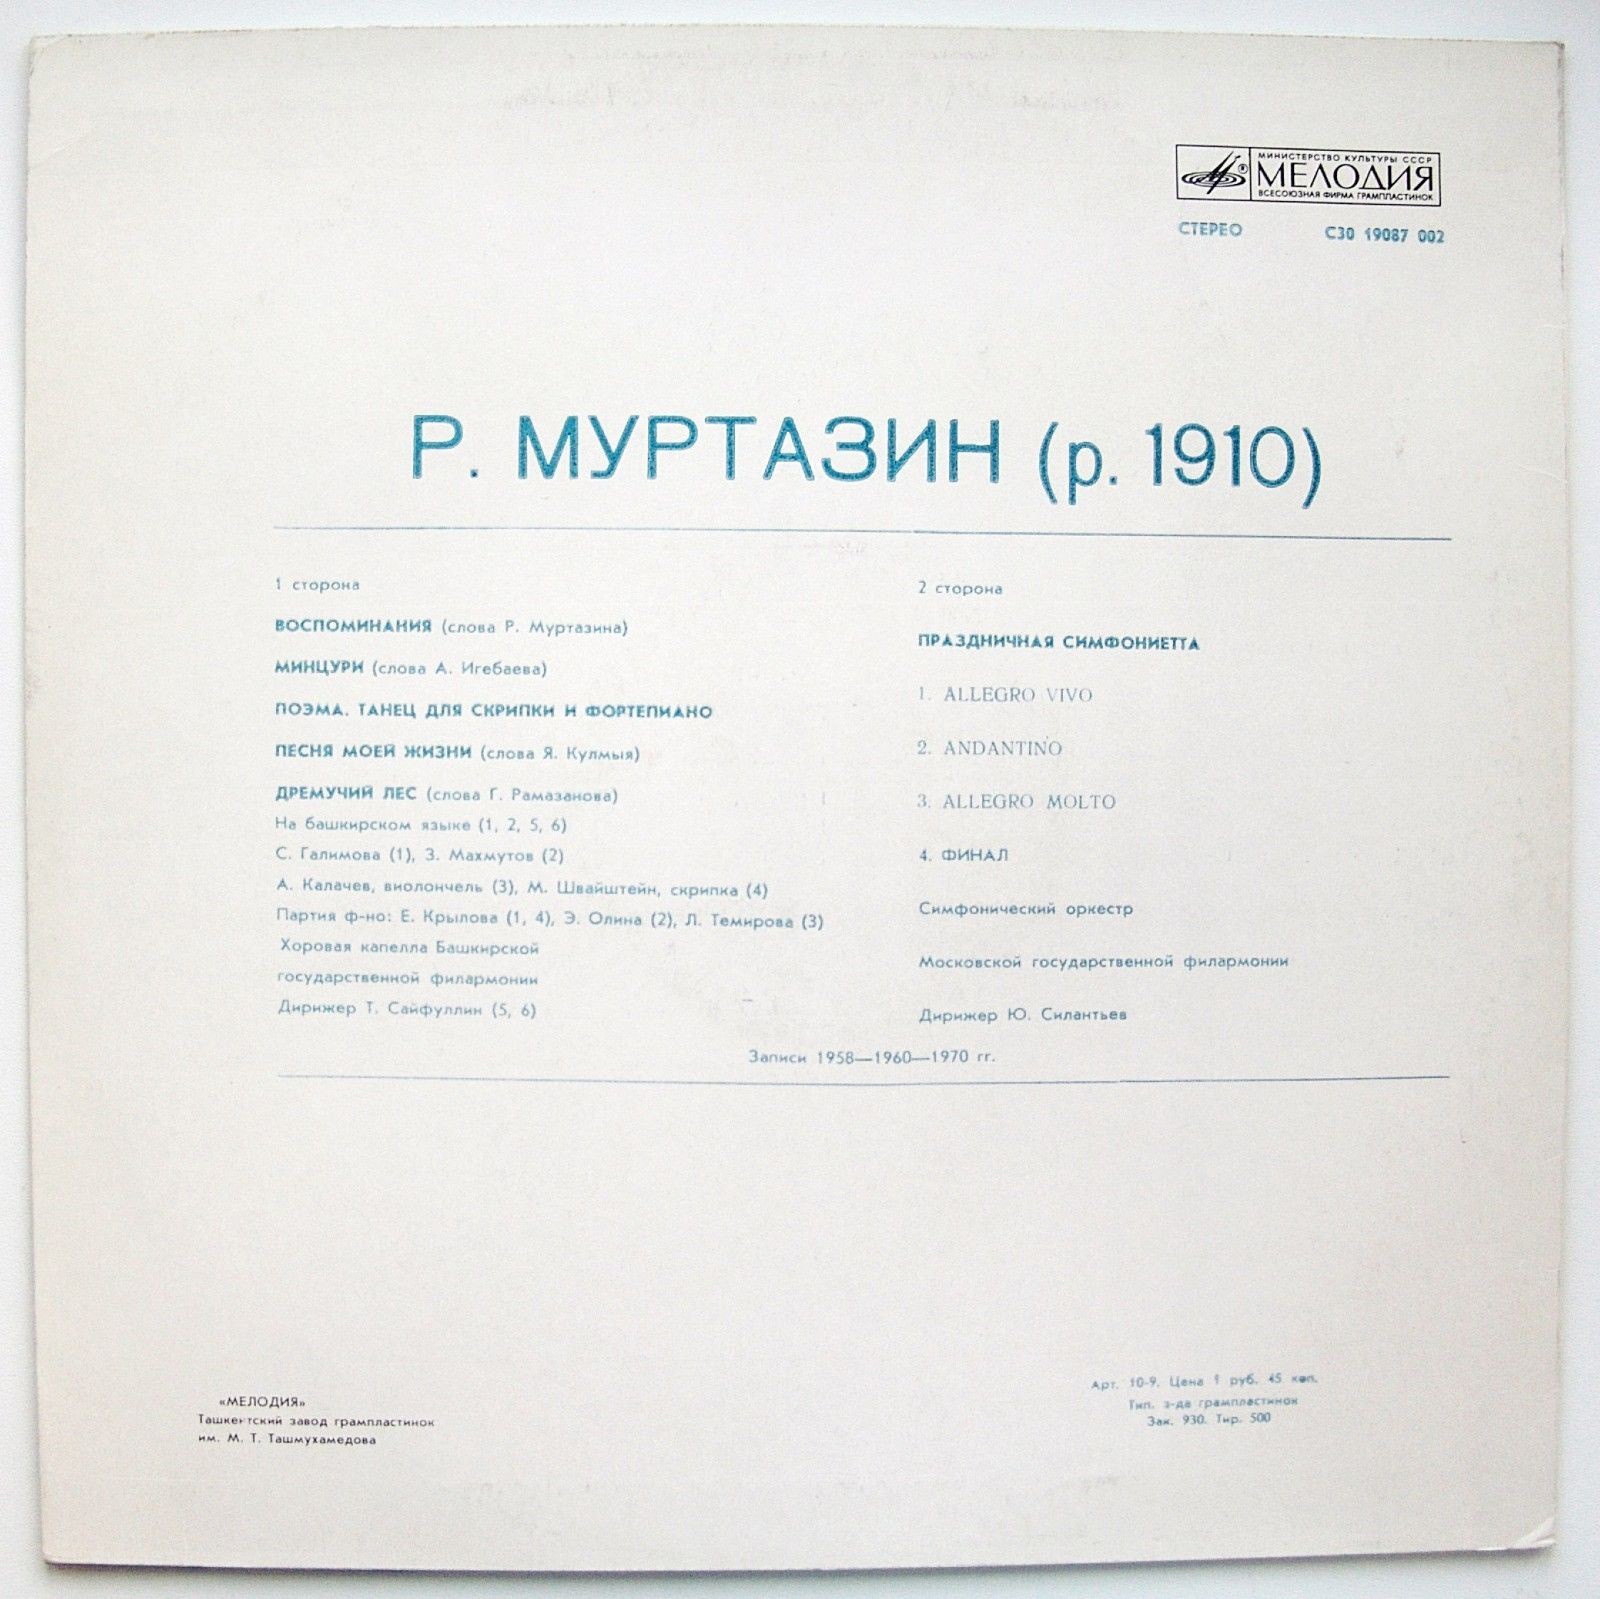 МИНИСТЕРСТВО КУЛЬТУРЫ СССР
МЕЛОДИЯ
ВСЕСОЮЗНАЯ ФИРМА ГРАМПЛАСТИНОК
СТЕРЕО С30 19087 002
Р. МУРТАЗИН (р. 1910)
1 сторона
ВОСПОМИНАНИЯ (слова Р. Муртазина)
МИНЦУРИ (слова А. Игебаева)
ПОЭМА. ТАНЕЦ ДЛЯ СКРИПКИ И ФОРТЕПИАНО
ПЕСНЯ МОЕЙ ЖИЗНИ (слова Я. Кулмыя)
ДРЕМУЧИЙ ЛЕС (слова Г. Рамазанова)
На башкирском языке (1, 2, 5, 6)
С. Галимова (1), З. Махмутов (2)
А. Калачев, виолончель (3), М. Швайштейн, скрипка (4)
Партия ф-но: Е. Крылова (1, 4), Э. Олина (2), Л. Темирова (3)
Хоровая капелла Башкирской
государственной филармонии
Дирижер Т. Сайфуллин (5, 6)
2 сторона
ПРАЗДНИЧНАЯ СИМФОНИЕТТА
1. ALLEGRO VIVO
2. ANDANTINO
3. ALLEGRO MOLTO
4. ФИНАЛ
Симфонический оркестр
Московской государственной филармонии
Дирижер Ю. Силантьев
Записи 1958—1960—1970 гг.
«МЕЛОДИЯ»
Ташкентский завод грампластинок
им. М. Т. Ташмухамедова
Арт. 10-9. Цена 1 руб. 45 коп.
Тип. з-да грампластинок
Зак. 930. Тир. 500